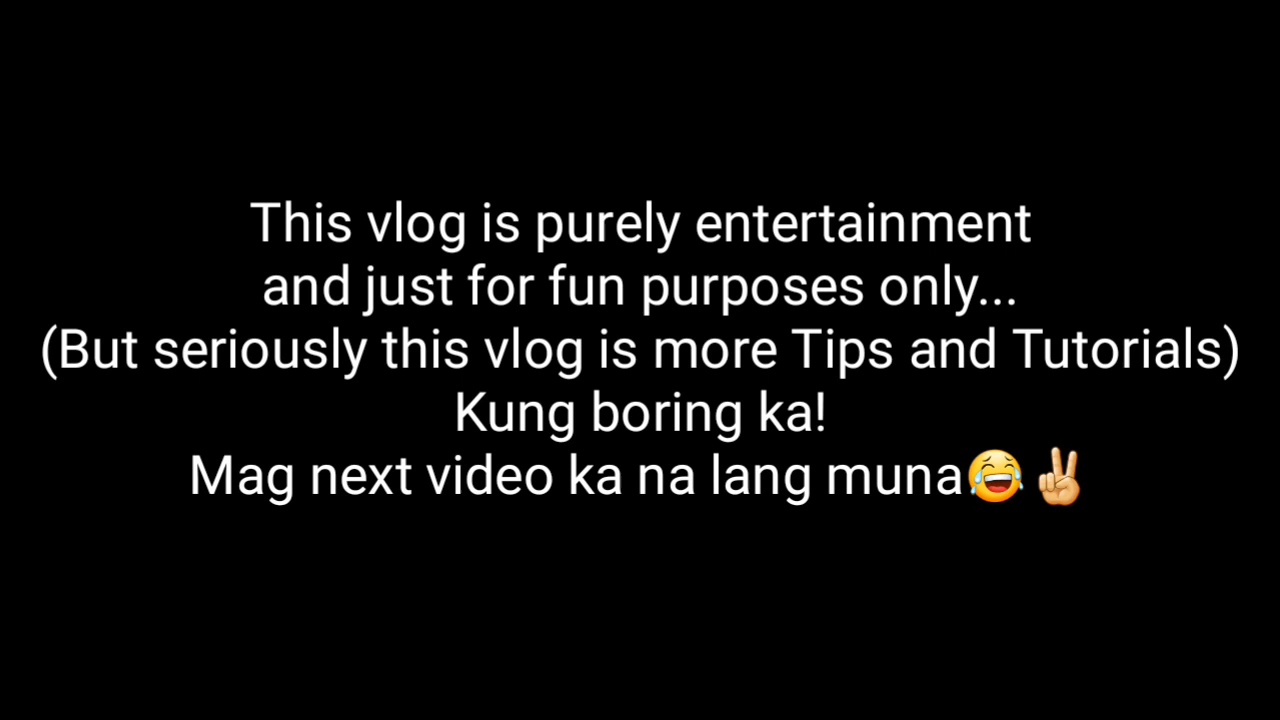 This vlog is purely entertainment
and just for fun purposes only...
(But seriously this vlog is more Tips and Tutorials)
Kung boring ka!
Mag next video ka na lang muna😂✌️